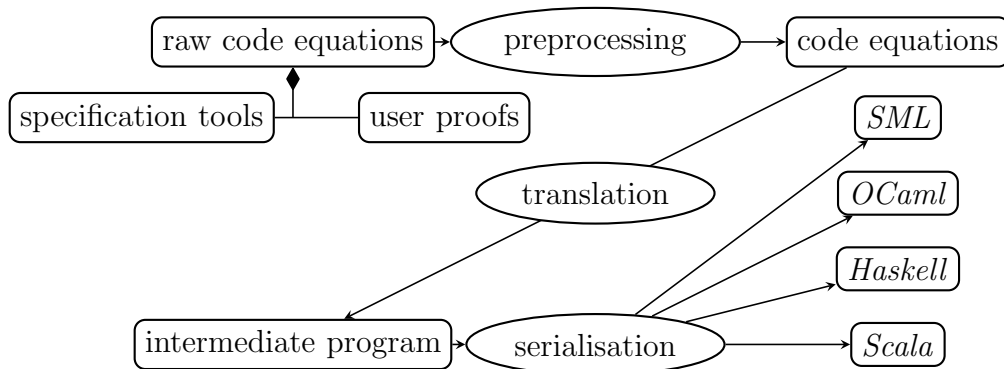 raw code equations
preprocessing
code equations
specification tools
user proofs
SML
translation
OCaml
Haskell
intermediate program
serialisation
Scala